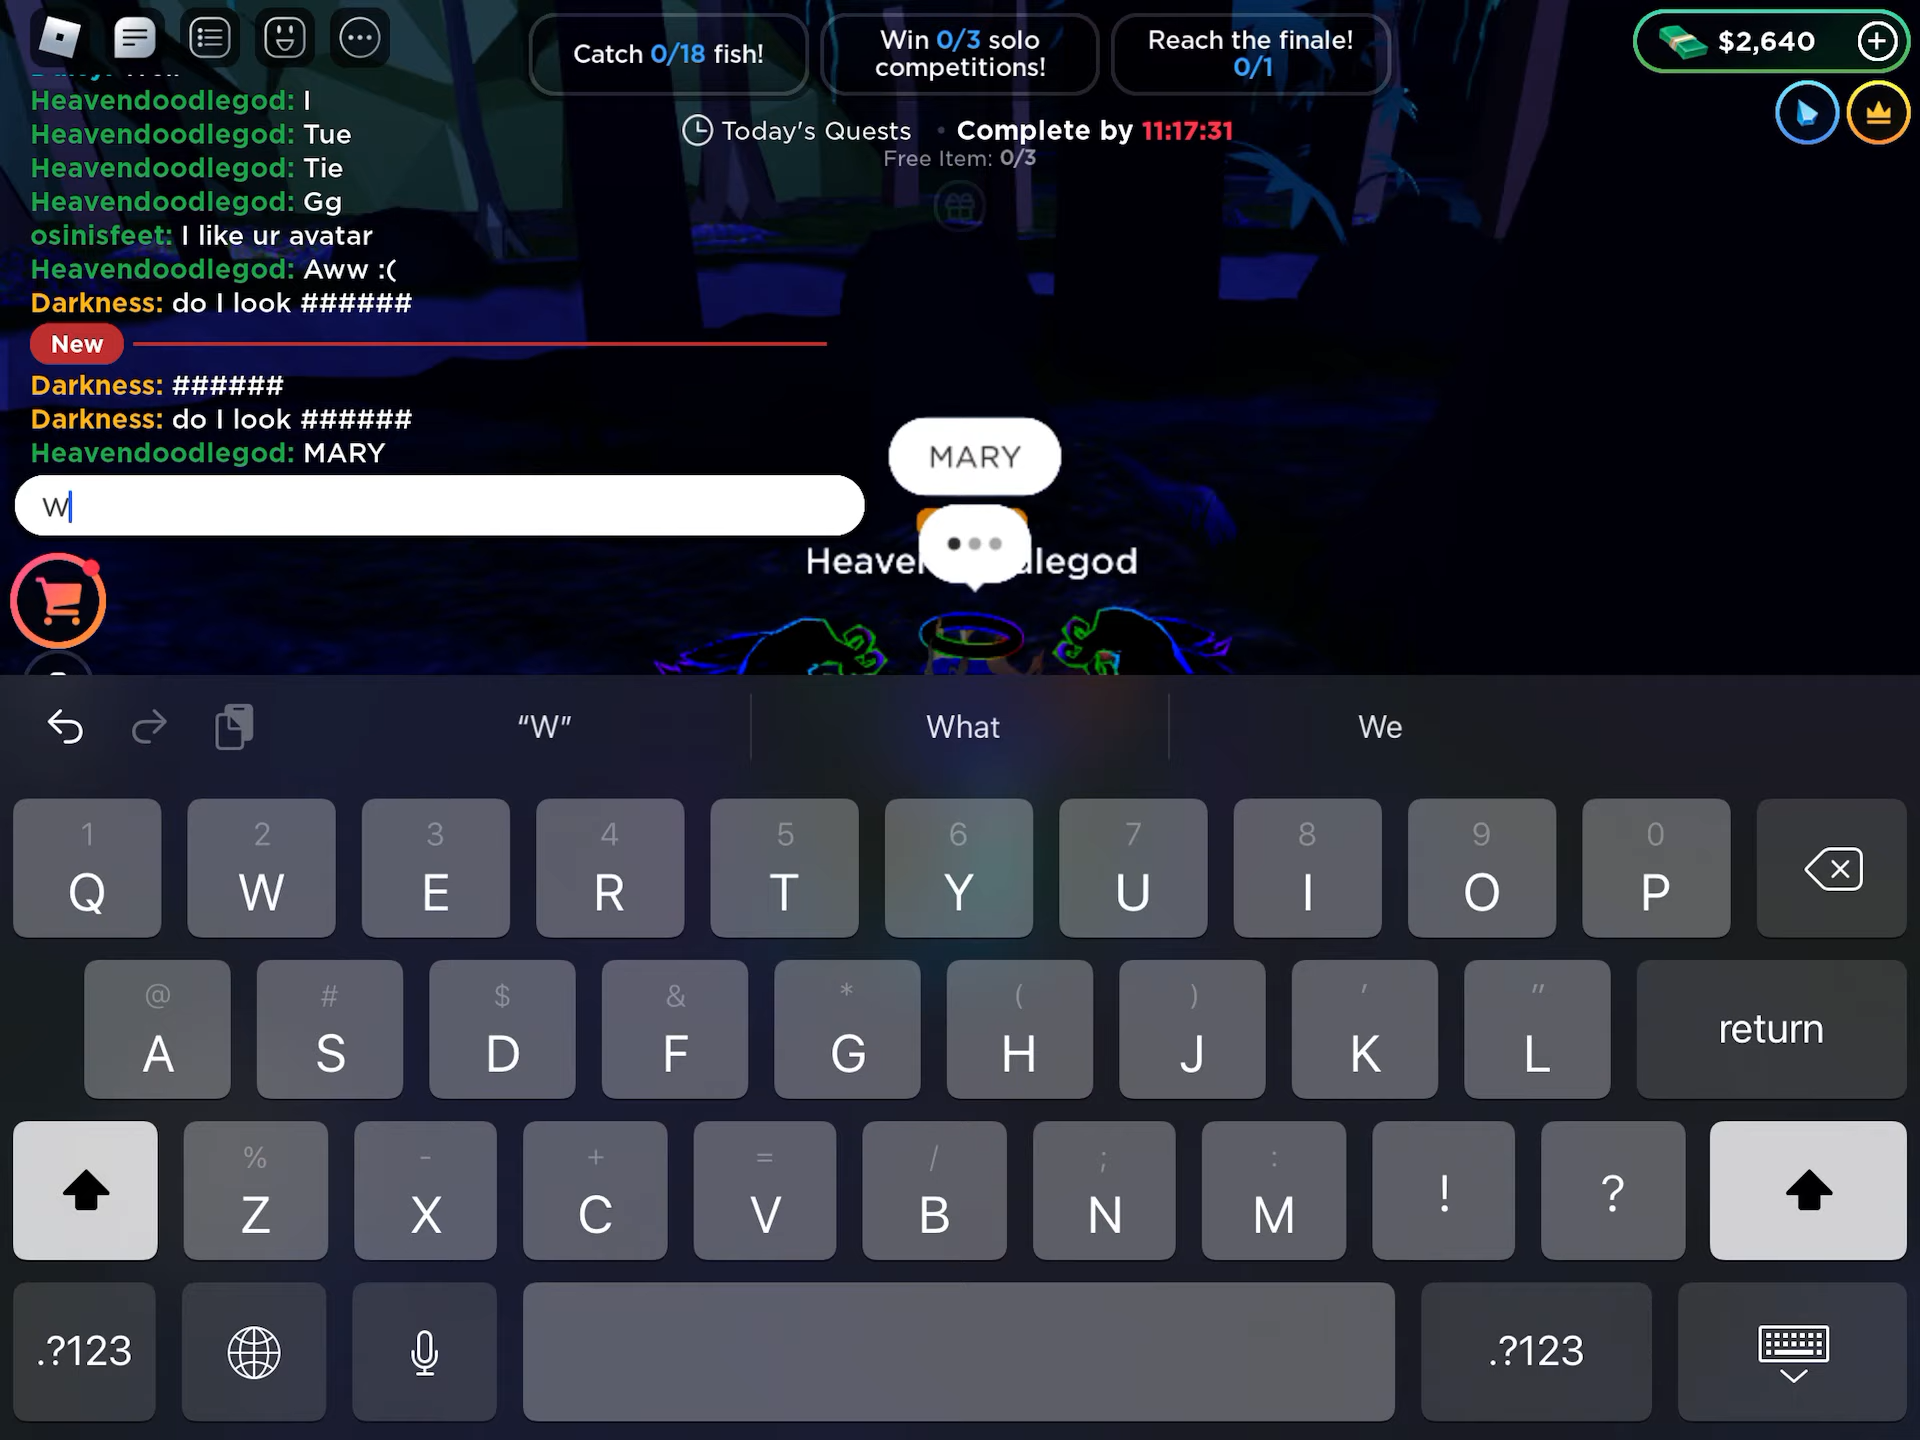 Catch 0/18 fish!
Win 0/3 solo
competitions!
Reach the finale!
0/1
$2,640
Today's Quests • Complete by 11:17:31
Free Item: 0/3
Heavendoodlegod: I
Heavendoodlegod: Tue
Heavendoodlegod: Tie
Heavendoodlegod: Gg
osinisfeet: I like ur avatar
Heavendoodlegod: Aww :(
Darkness: do I look ######
New
Darkness: ######
Darkness: do I look ######
Heavendoodlegod: MARY
MARY
W
“W” What We
1 2 3 4 5 6 7 8 9 0
Q W E R T Y U I O P
@ # $ & * ( ) ' "
A S D F G H J K L return
% - + = / ; :
Z X C V B N M ! ?
.?123 .?123